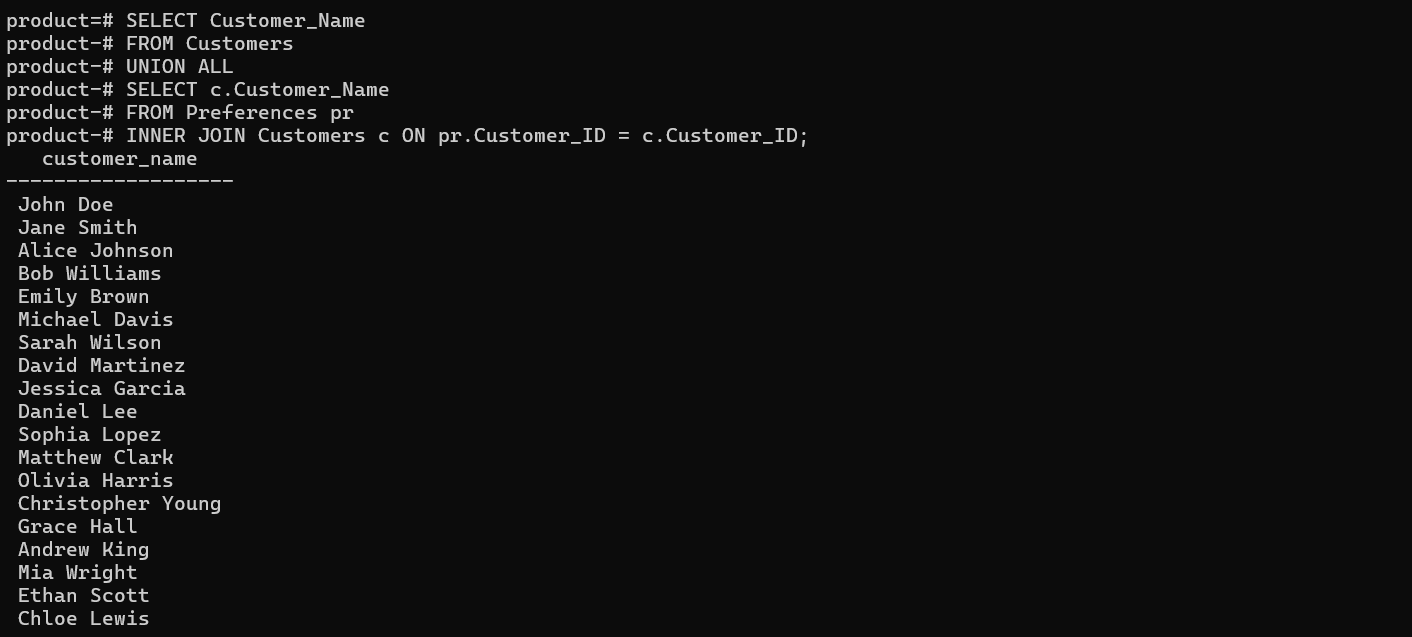 product=# SELECT Customer_Name
product-# FROM Customers
product-# UNION ALL
product-# SELECT c.Customer_Name
product-# FROM Preferences pr
product-# INNER JOIN Customers c ON pr.Customer_ID = c.Customer_ID;
   customer_name
-------------------
 John Doe
 Jane Smith
 Alice Johnson
 Bob Williams
 Emily Brown
 Michael Davis
 Sarah Wilson
 David Martinez
 Jessica Garcia
 Daniel Lee
 Sophia Lopez
 Matthew Clark
 Olivia Harris
 Christopher Young
 Grace Hall
 Andrew King
 Mia Wright
 Ethan Scott
 Chloe Lewis